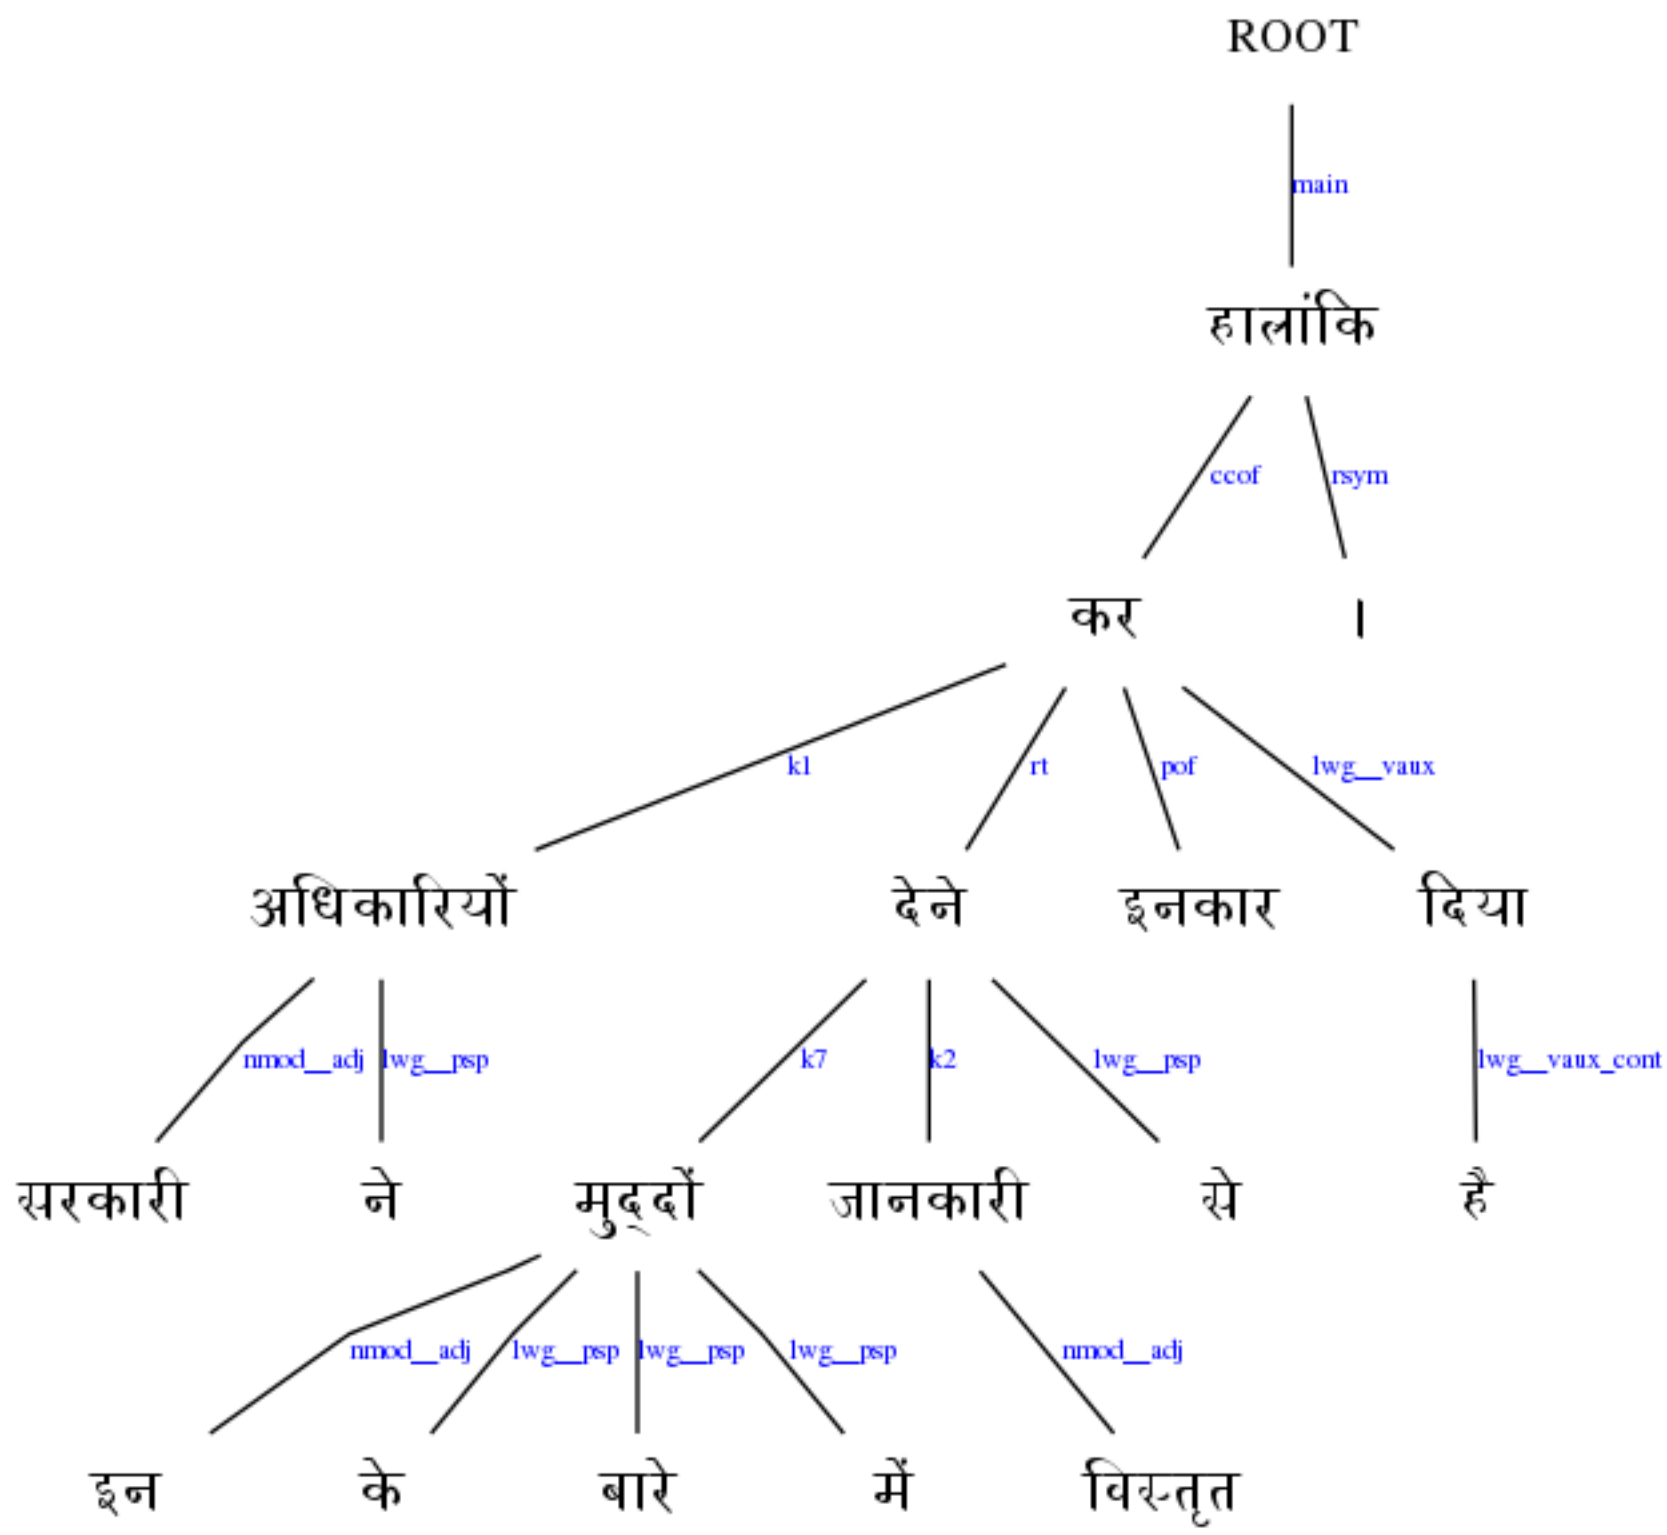 ROOT
main
हालांकि
ccof rsym
कर ।
k1 rt pof lwg__vaux
अधिकारियों देने इनकार दिया
nmod__adj lwg__psp k7 k2 lwg__psp lwg__vaux_cont
सरकारी ने मुद्दों जानकारी से है
nmod__adj lwg__psp lwg__psp lwg__psp nmod__adj
इन के बारे में विस्तृत